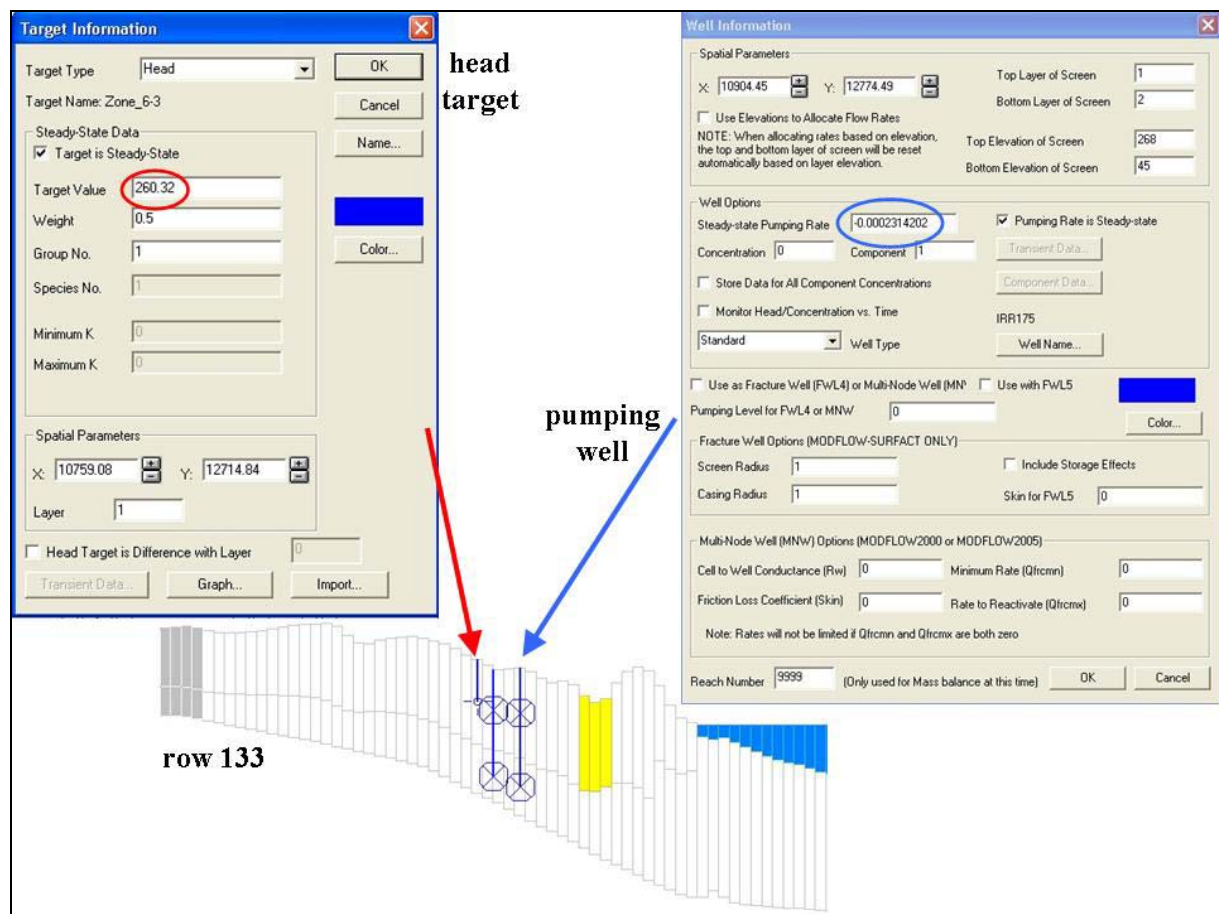 Target Information
Target Type Head OK
Target Name: Zone_6-3 Cancel
Steady-State Data Name...
Target is Steady-State
Target Value 260.32
Weight 0.5
Group No. 1 Color...
Species No. 1
Minimum K 0
Maximum K 0
Spatial Parameters
X: 10759.08 Y: 12714.84
Layer 1
Head Target is Difference with Layer 0
Transient Data... Graph... Import...
head
target
Well Information
Spatial Parameters
X: 10904.45 Y: 12774.49
Top Layer of Screen 1
Bottom Layer of Screen 2
Use Elevations to Allocate Flow Rates
NOTE: When allocating rates based on elevation,
the top and bottom layer of screen will be reset
automatically based on layer elevation.
Top Elevation of Screen 268
Bottom Elevation of Screen 45
Well Options
Steady-state Pumping Rate -0.0002314202 Pumping Rate is Steady-state
Concentration 0 Component 1 Transient Data...
Store Data for All Component Concentrations Component Data...
Monitor Head/Concentration vs. Time IRR175
Standard Well Type Well Name...
Use as Fracture Well (FWL4) or Multi-Node Well (MN Use with FWL5
Pumping Level for FWL4 or MNW 0 Color...
Fracture Well Options (MODFLOW-SURFACT ONLY)
Screen Radius 1 Include Storage Effects
Casing Radius 1 Skin for FWL5 0
Multi-Node Well (MNW) Options (MODFLOW2000 or MODFLOW2005)
Cell to Well Conductance (Rw) 0 Minimum Rate (Qfrcmn) 0
Friction Loss Coefficient (Skin) 0 Rate to Reactivate (Qfrcmx) 0
Note: Rates will not be limited if Qfrcmn and Qfrcmx are both zero
Reach Number 9999 (Only used for Mass balance at this time) OK Cancel
pumping
well
row 133